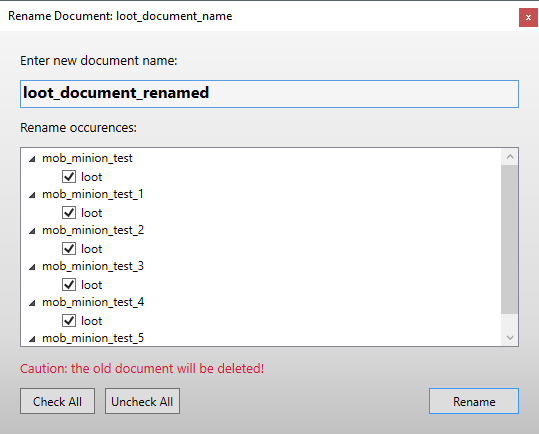 Rename Document: loot_document_name
x
Enter new document name:
loot_document_renamed
Rename occurences:
mob_minion_test
loot
mob_minion_test_1
loot
mob_minion_test_2
loot
mob_minion_test_3
loot
mob_minion_test_4
loot
mob_minion_test_5
Caution: the old document will be deleted!
Check All
Uncheck All
Rename